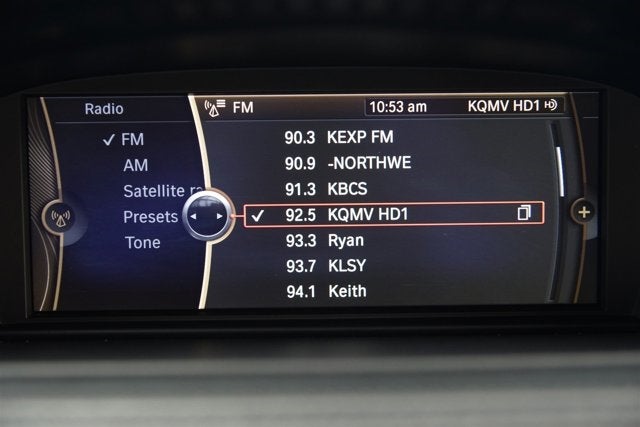 Radio
FM 10:53 am KQMV HD1
✓ FM
AM
Satellite
Presets
Tone
90.3 KEXP FM
90.9 -NORTHWE
91.3 KBCS
✓ 92.5 KQMV HD1
93.3 Ryan
93.7 KLSY
94.1 Keith
+